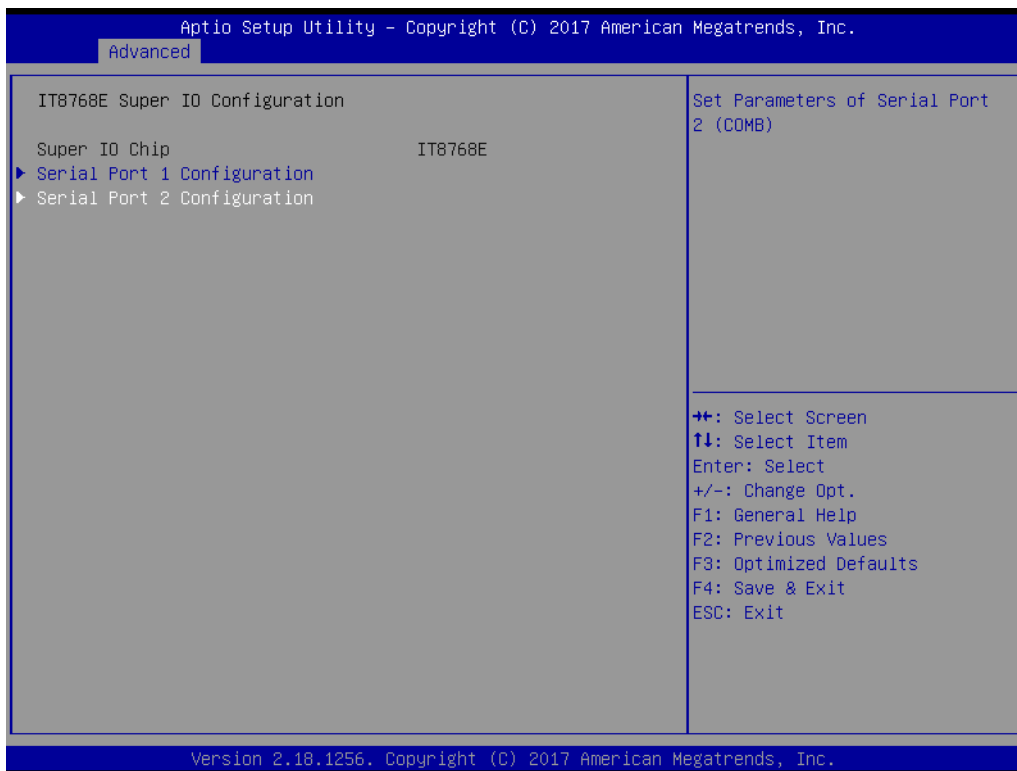 Aptio Setup Utility – Copyright (C) 2017 American Megatrends, Inc.
Advanced
IT8768E Super IO Configuration
Super IO Chip IT8768E
Serial Port 1 Configuration
Serial Port 2 Configuration
Set Parameters of Serial Port
2 (COMB)
→←: Select Screen
↑↓: Select Item
Enter: Select
+/-: Change Opt.
F1: General Help
F2: Previous Values
F3: Optimized Defaults
F4: Save & Exit
ESC: Exit
Version 2.18.1256. Copyright (C) 2017 American Megatrends, Inc.